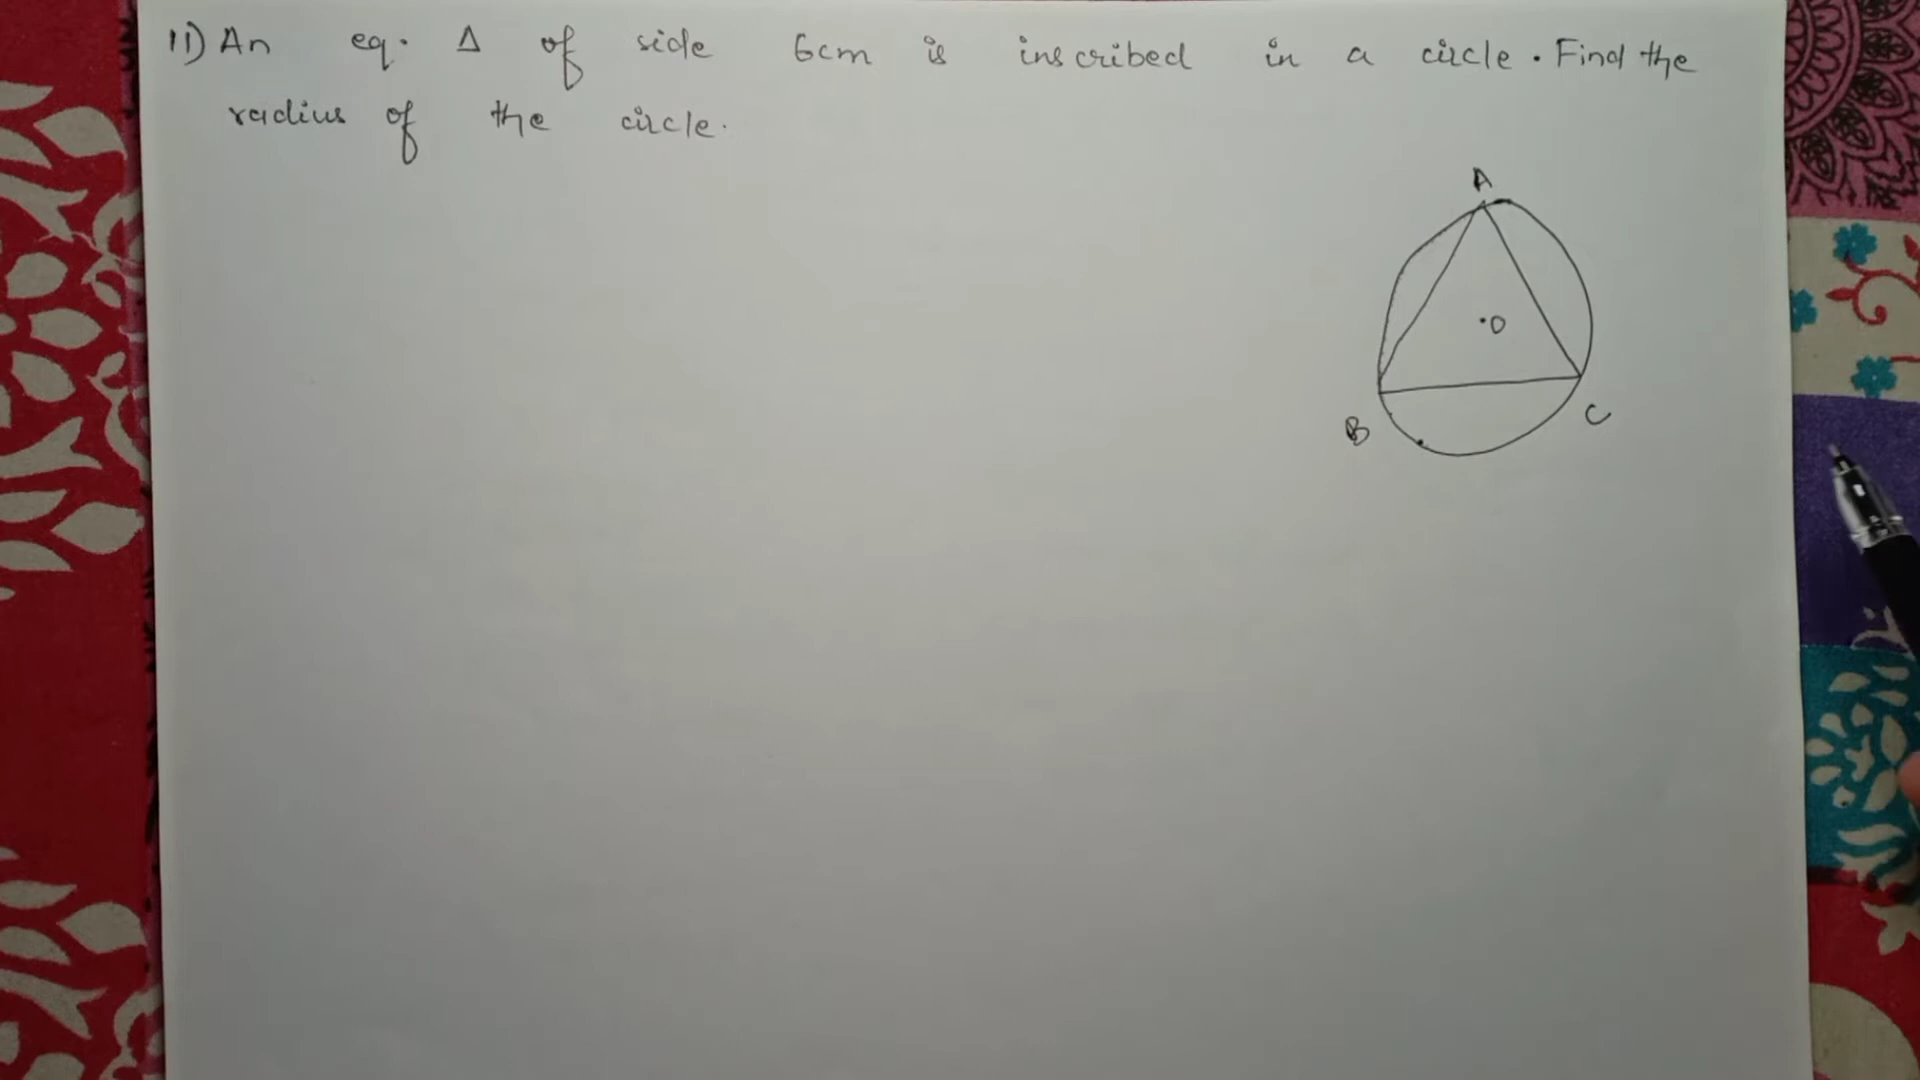 11) An eq. Δ of side 6cm is inscribed in a circle. Find the
radius of the circle.
A
O
B
C